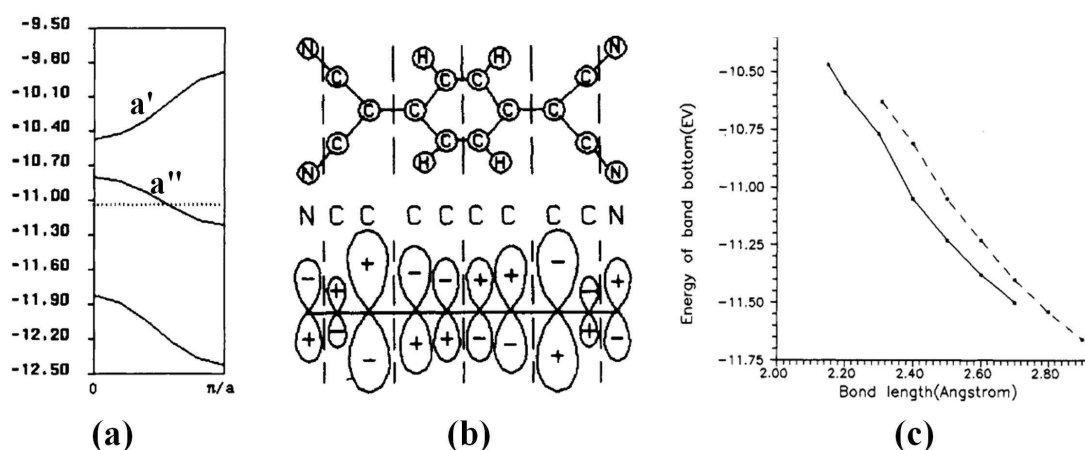 -9.50
-9.80
-10.10
-10.40
-10.70
-11.00
-11.30
-11.60
-11.90
-12.20
-12.50
a'
a''
0
π/a
(a)
N N
C H H C
C C
C C C C
C C
C H H C
N N
N C C C C C C C C N
- + + - - + + - - +
+ - - + + - - + + -
(b)
Energy of band bottom(EV)
-10.50
-10.75
-11.00
-11.25
-11.50
-11.75
2.00 2.20 2.40 2.60 2.80
Bond length(Angstrom)
(c)